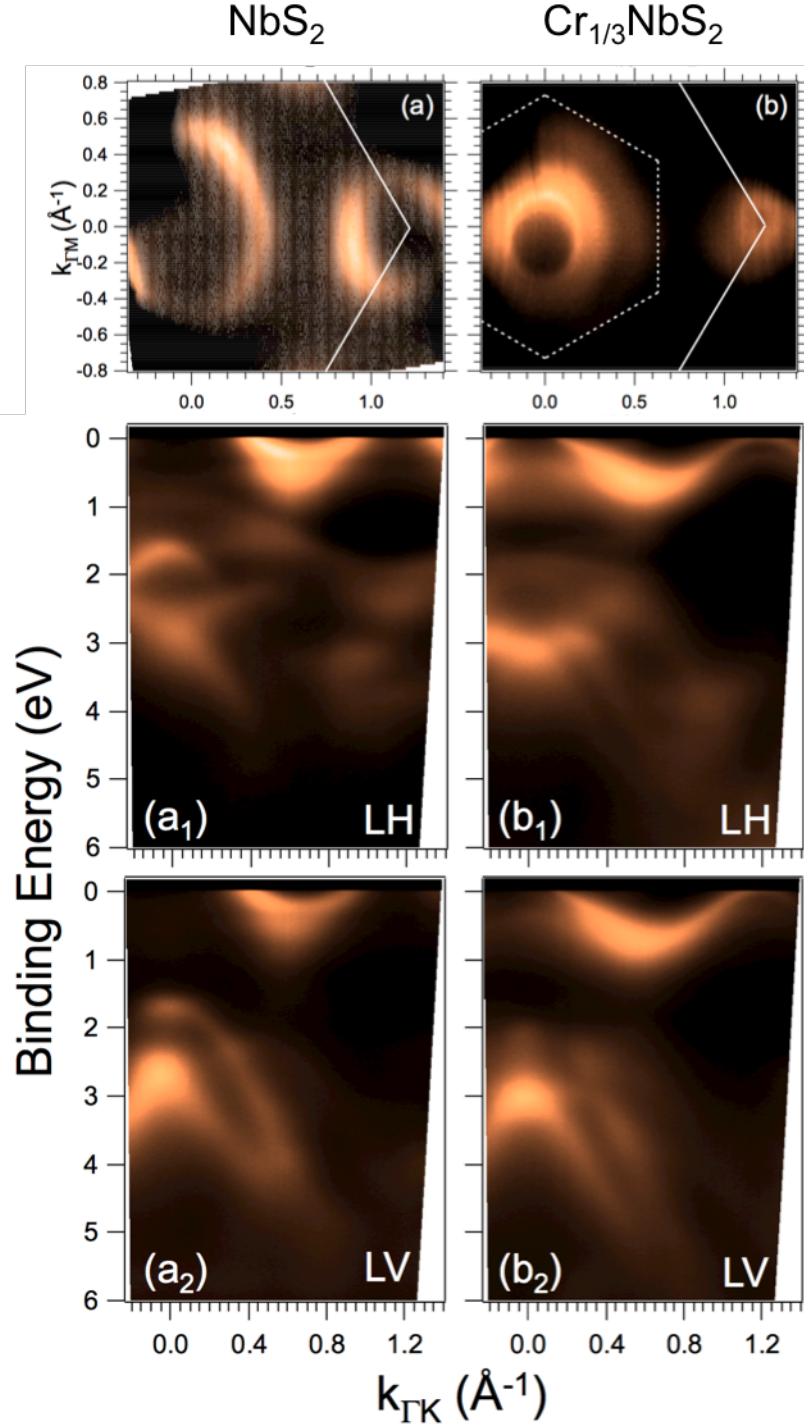 NbS₂ Cr₁/₃NbS₂
(a) (b)
0.8
0.6
0.4
0.2
0.0
-0.2
-0.4
-0.6
-0.8
k_ΓM (Å⁻¹)
0.0 0.5 1.0 0.0 0.5 1.0
0
1
2
3
4
5
6
(a₁) LH (b₁) LH
Binding Energy (eV)
0
1
2
3
4
5
6
(a₂) LV (b₂) LV
0.0 0.4 0.8 1.2 0.0 0.4 0.8 1.2
k_ΓK (Å⁻¹)